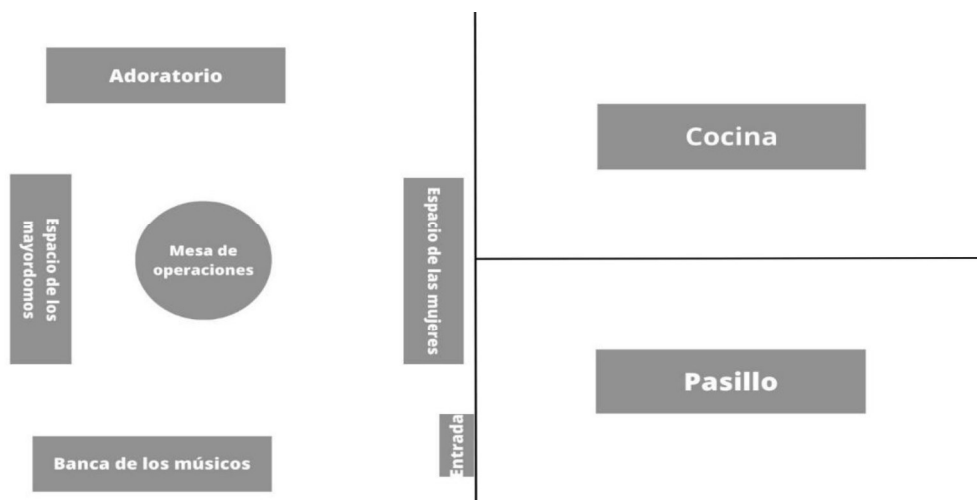 Adoratorio
Cocina
Espacio de los
mayordomos
Mesa de
operaciones
Espacio de las mujeres
Pasillo
Entrada
Banca de los músicos